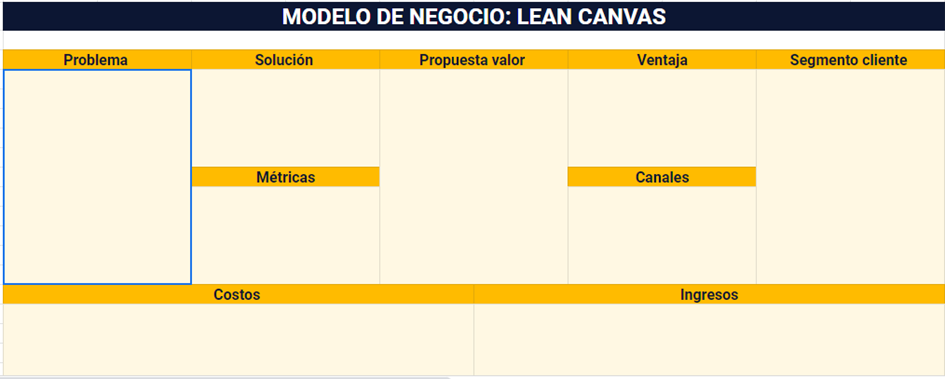 MODELO DE NEGOCIO: LEAN CANVAS
Problema
Solución
Propuesta valor
Ventaja
Segmento cliente
Métricas
Canales
Costos
Ingresos